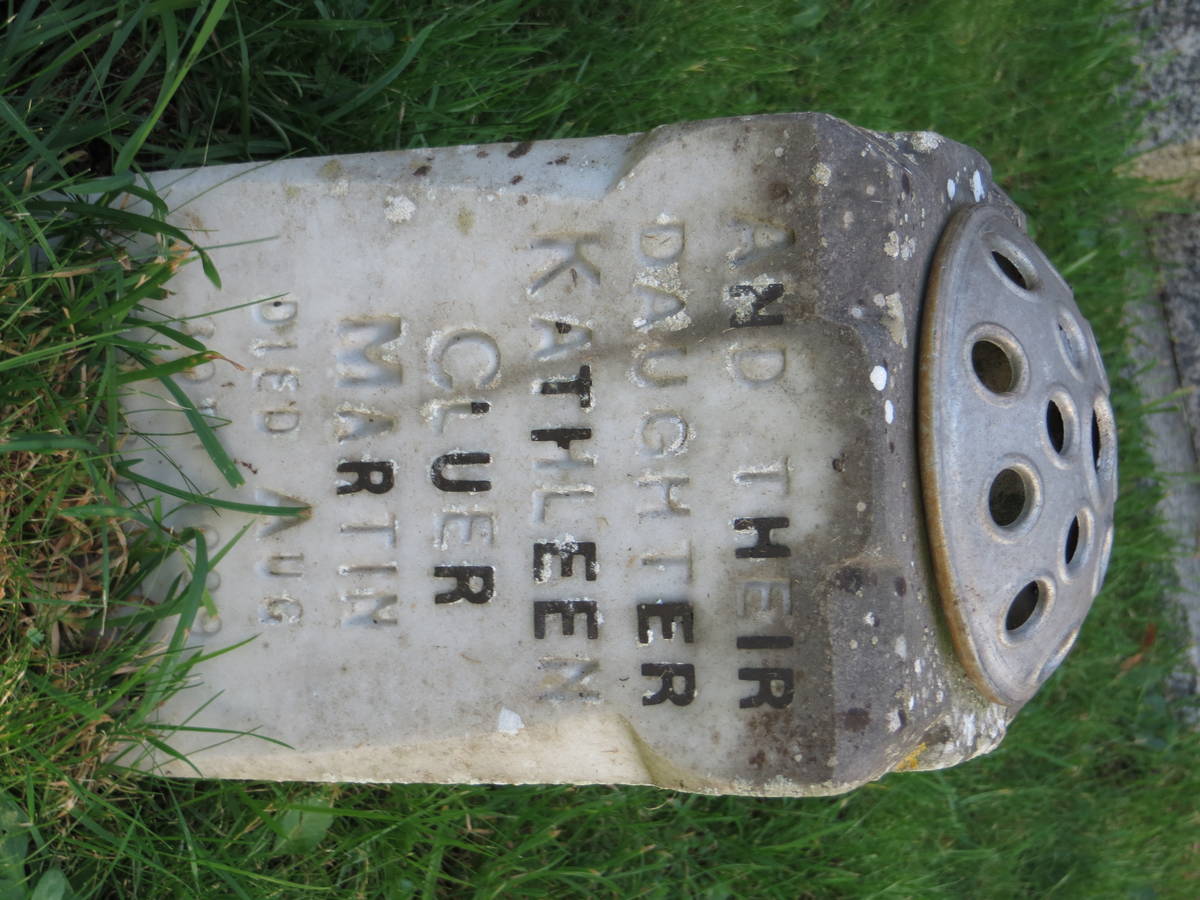 AND THEIR
DAUGHTER
KATHLEEN
CLUER
MARTIN
DIED AUG